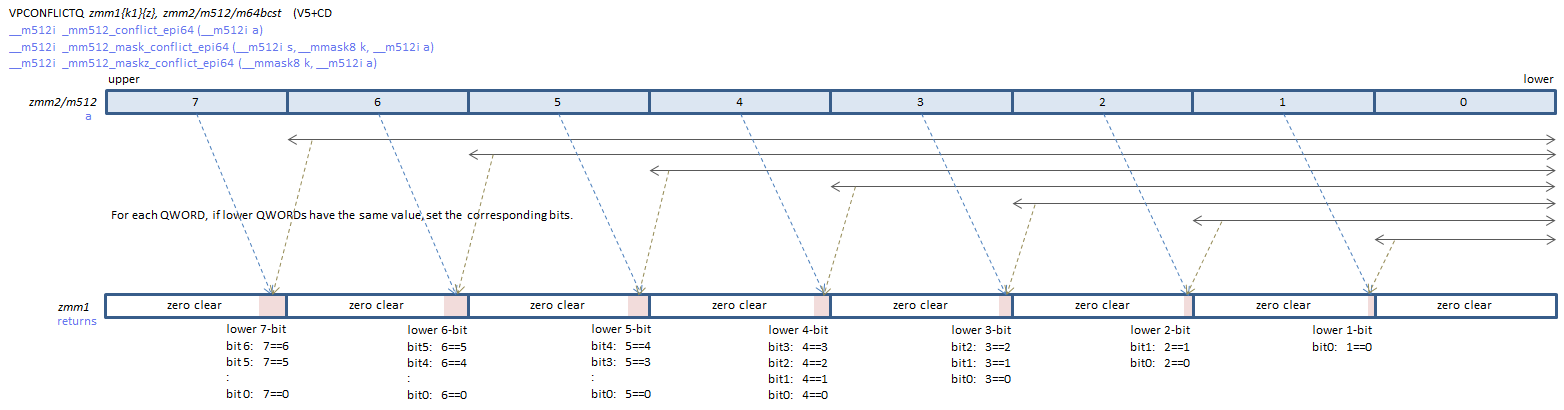 VPCONFLICTQ zmm1{k1}{z}, zmm2/m512/m64bcst (V5+CD
__m512i _mm512_conflict_epi64 (__m512i a)
__m512i _mm512_mask_conflict_epi64 (__m512i s, __mmask8 k, __m512i a)
__m512i _mm512_maskz_conflict_epi64 (__mmask8 k, __m512i a)
upper lower
zmm2/m512 7 6 5 4 3 2 1 0
a
For each QWORD, if lower QWORDs have the same value, set the corresponding bits.
zmm1 zero clear zero clear zero clear zero clear zero clear zero clear zero clear zero clear
returns
lower 7-bit lower 6-bit lower 5-bit lower 4-bit lower 3-bit lower 2-bit lower 1-bit
bit6: 7==6 bit5: 6==5 bit4: 5==4 bit3: 4==3 bit2: 3==2 bit1: 2==1 bit0: 1==0
bit5: 7==5 bit4: 6==4 bit3: 5==3 bit2: 4==2 bit1: 3==1 bit0: 2==0
: : : bit1: 4==1 bit0: 3==0
bit0: 7==0 bit0: 6==0 bit0: 5==0 bit0: 4==0